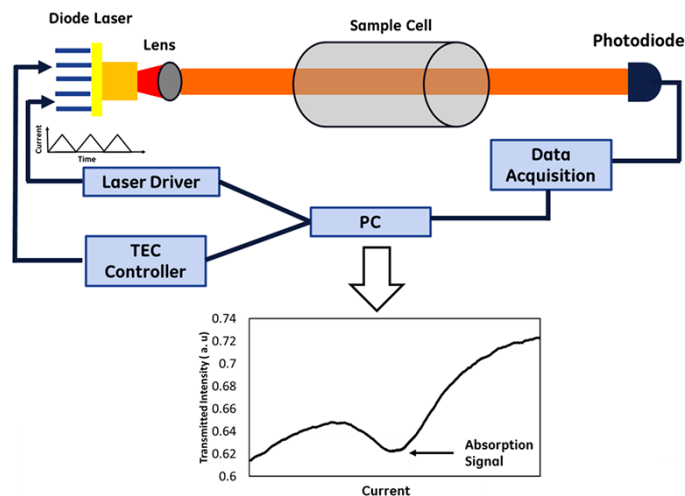 Diode Laser
Lens
Sample Cell
Photodiode
Current
Time
Laser Driver
TEC
Controller
PC
Data
Acquisition
Transmitted Intensity ( a. u)
0.74
0.72
0.7
0.68
0.66
0.64
0.62
0.6
Absorption
Signal
Current